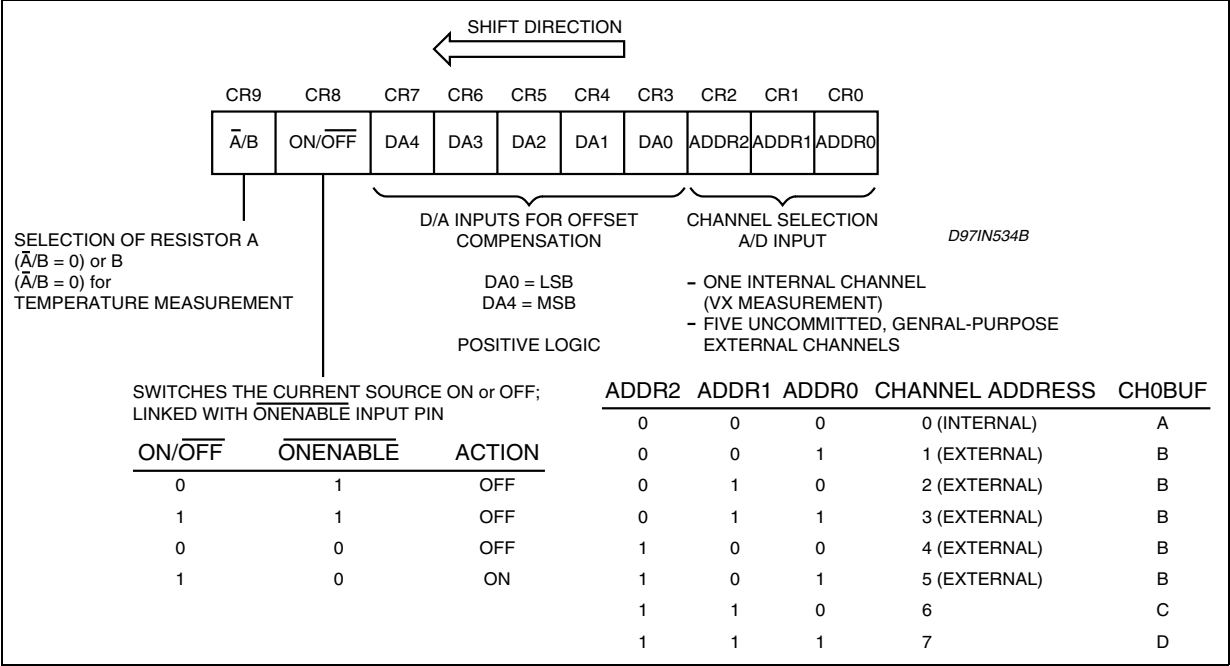 SHIFT DIRECTION
CR9 CR8 CR7 CR6 CR5 CR4 CR3 CR2 CR1 CR0
A̅/B ON/O̅F̅F̅ DA4 DA3 DA2 DA1 DA0 ADDR2 ADDR1 ADDR0
SELECTION OF RESISTOR A
(A̅/B = 0) or B
(A̅/B = 0) for
TEMPERATURE MEASUREMENT
D/A INPUTS FOR OFFSET
COMPENSATION
DA0 = LSB
DA4 = MSB
POSITIVE LOGIC
CHANNEL SELECTION
A/D INPUT
D97IN534B
- ONE INTERNAL CHANNEL
(VX MEASUREMENT)
- FIVE UNCOMMITTED, GENRAL-PURPOSE
EXTERNAL CHANNELS
SWITCHES THE CURRENT SOURCE ON or OFF;
LINKED WITH O̅N̅E̅N̅A̅B̅L̅E̅ INPUT PIN
ON/O̅F̅F̅ O̅N̅E̅N̅A̅B̅L̅E̅ ACTION
0 1 OFF
1 1 OFF
0 0 OFF
1 0 ON
ADDR2 ADDR1 ADDR0 CHANNEL ADDRESS CH0BUF
0 0 0 0 (INTERNAL) A
0 0 1 1 (EXTERNAL) B
0 1 0 2 (EXTERNAL) B
0 1 1 3 (EXTERNAL) B
1 0 0 4 (EXTERNAL) B
1 0 1 5 (EXTERNAL) B
1 1 0 6 C
1 1 1 7 D